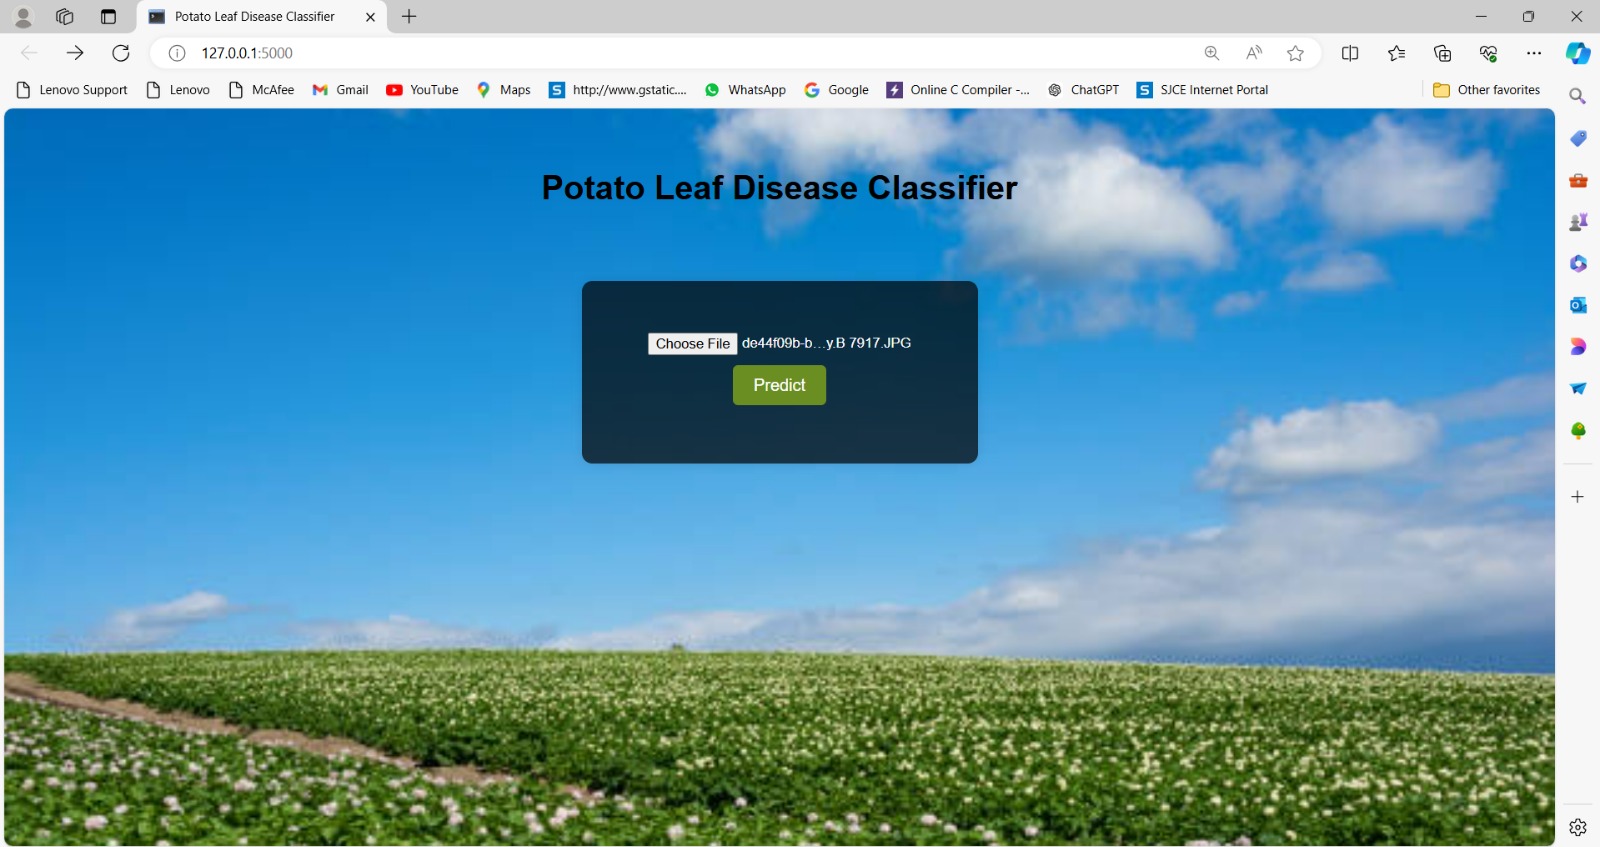 Potato Leaf Disease Classifier
127.0.0.1:5000
Lenovo Support Lenovo McAfee Gmail YouTube Maps http://www.gstatic.... WhatsApp Google Online C Compiler -... ChatGPT SJCE Internet Portal Other favorites
Potato Leaf Disease Classifier
Choose File de44f09b-b...y.B 7917.JPG
Predict